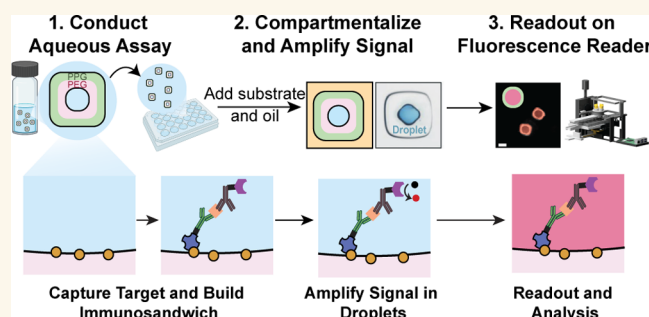 1. Conduct
Aqueous Assay
2. Compartmentalize
and Amplify Signal
3. Readout on
Fluorescence Reader
PPG
PEG
Add substrate
and oil
Droplet
Capture Target and Build
Immunosandwich
Amplify Signal in
Droplets
Readout and
Analysis